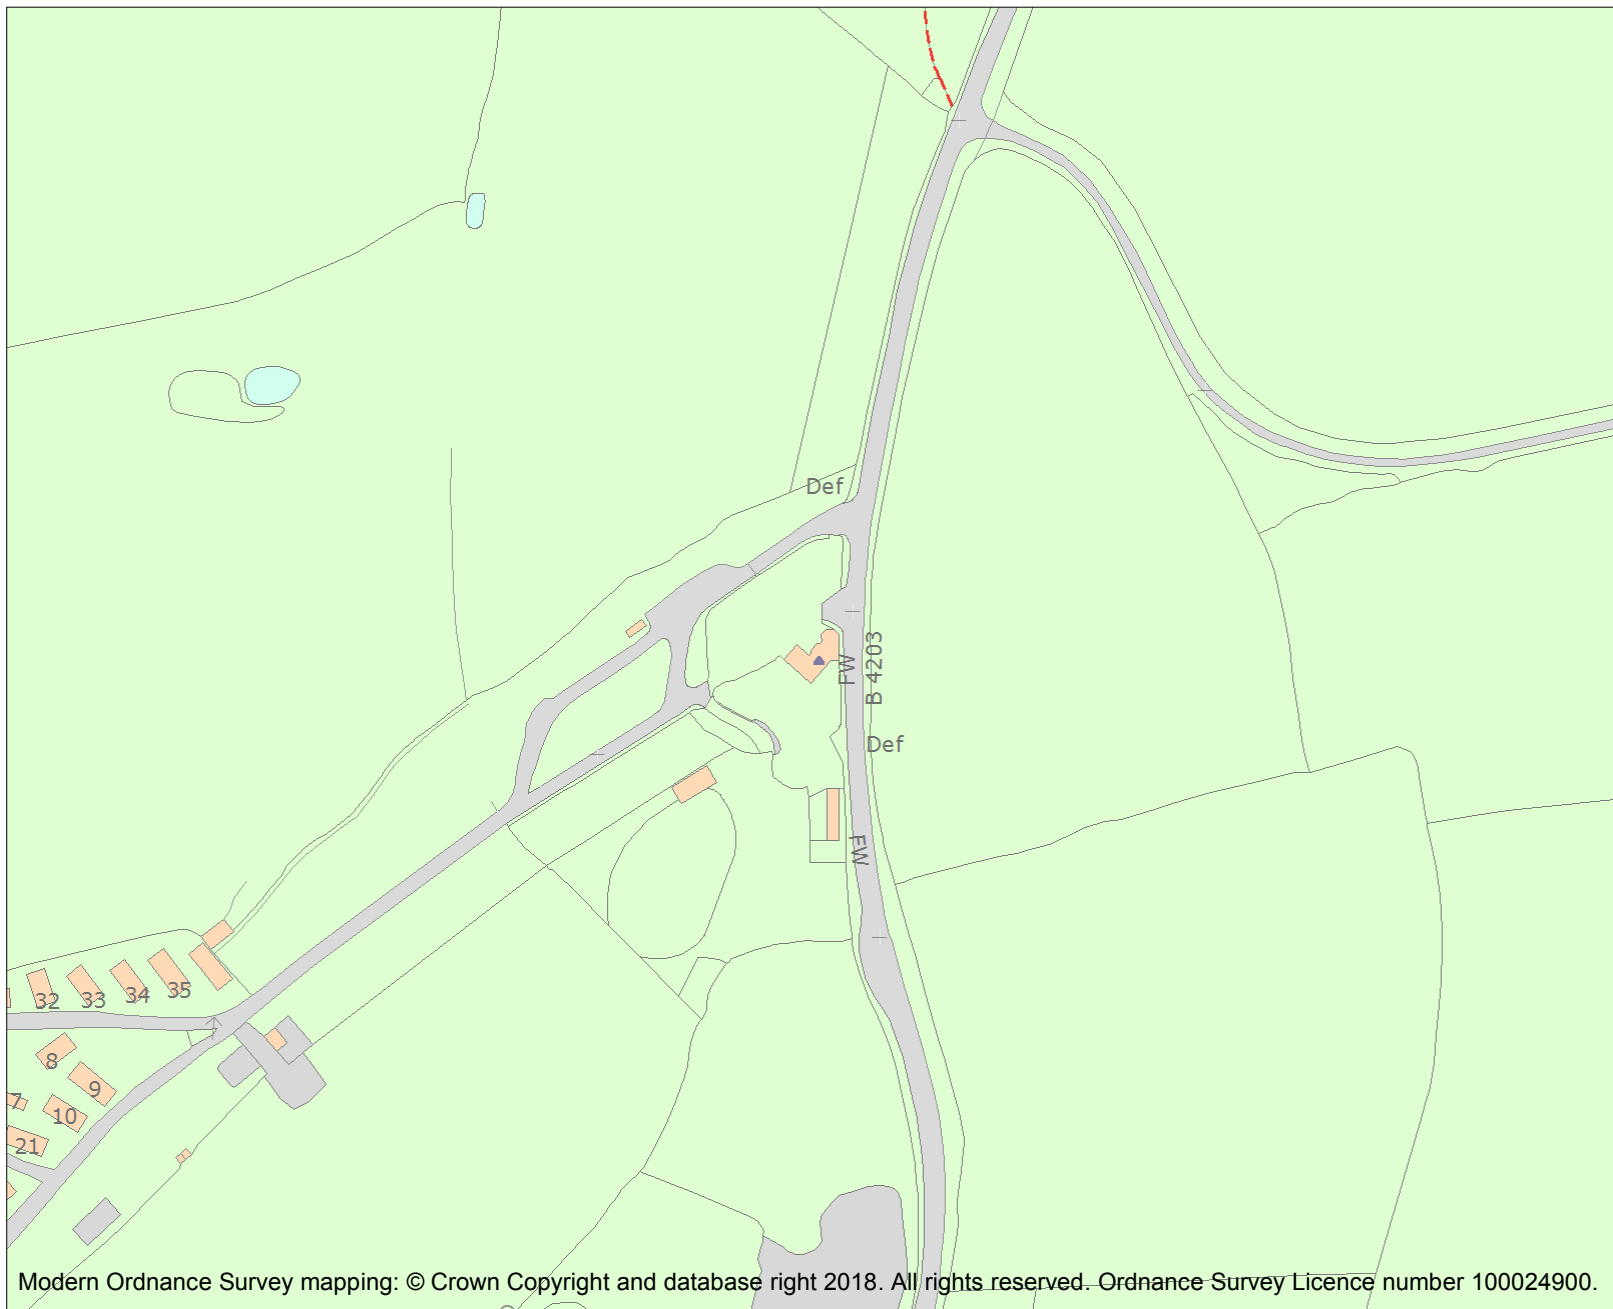 Def
FW
B 4203
Def
FW
32
33
34
35
8
9
7
10
21
Modern Ordnance Survey mapping: © Crown Copyright and database right 2018. All rights reserved. Ordnance Survey Licence number 100024900.